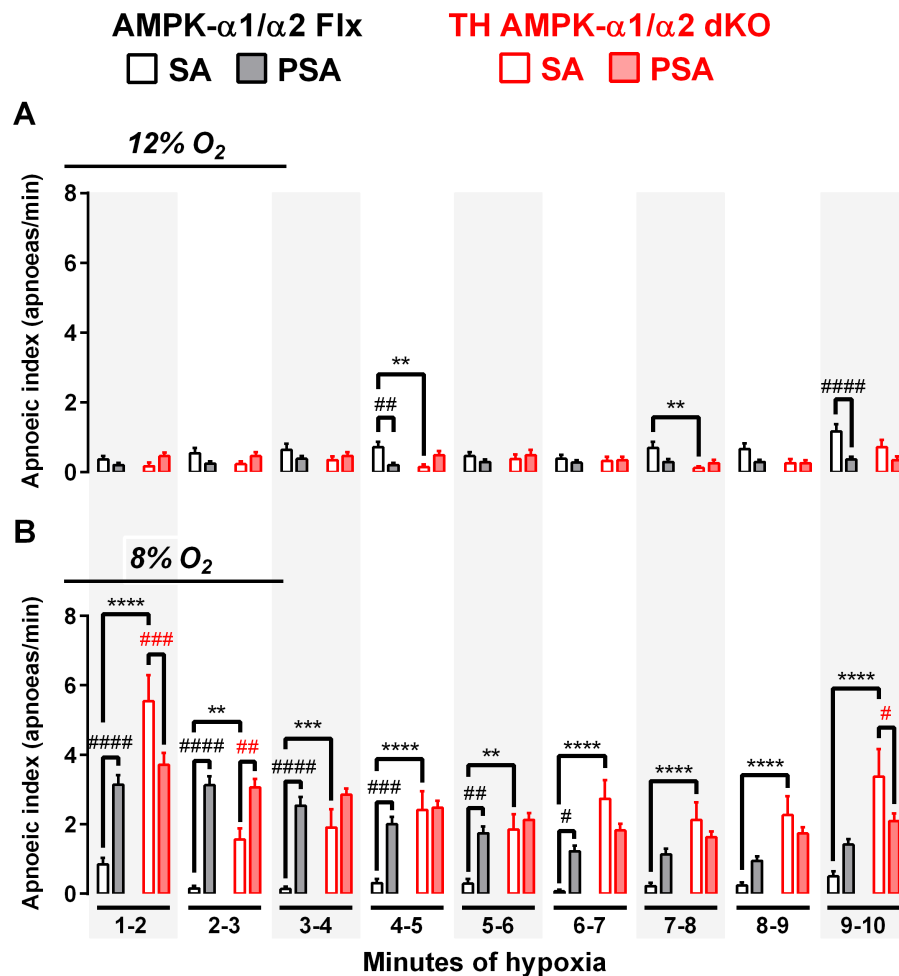 AMPK-α1/α2 Flx TH AMPK-α1/α2 dKO
SA PSA SA PSA
A
12% O2
Apnoeic index (apnoeas/min)
8
6
4
2
0
**
##
**
####
B
8% O2
Apnoeic index (apnoeas/min)
8
6
4
2
0
**** ###
####
** #### ##
*** ####
**** ###
** ##
**** #
****
****
**** #
1-2 2-3 3-4 4-5 5-6 6-7 7-8 8-9 9-10
Minutes of hypoxia